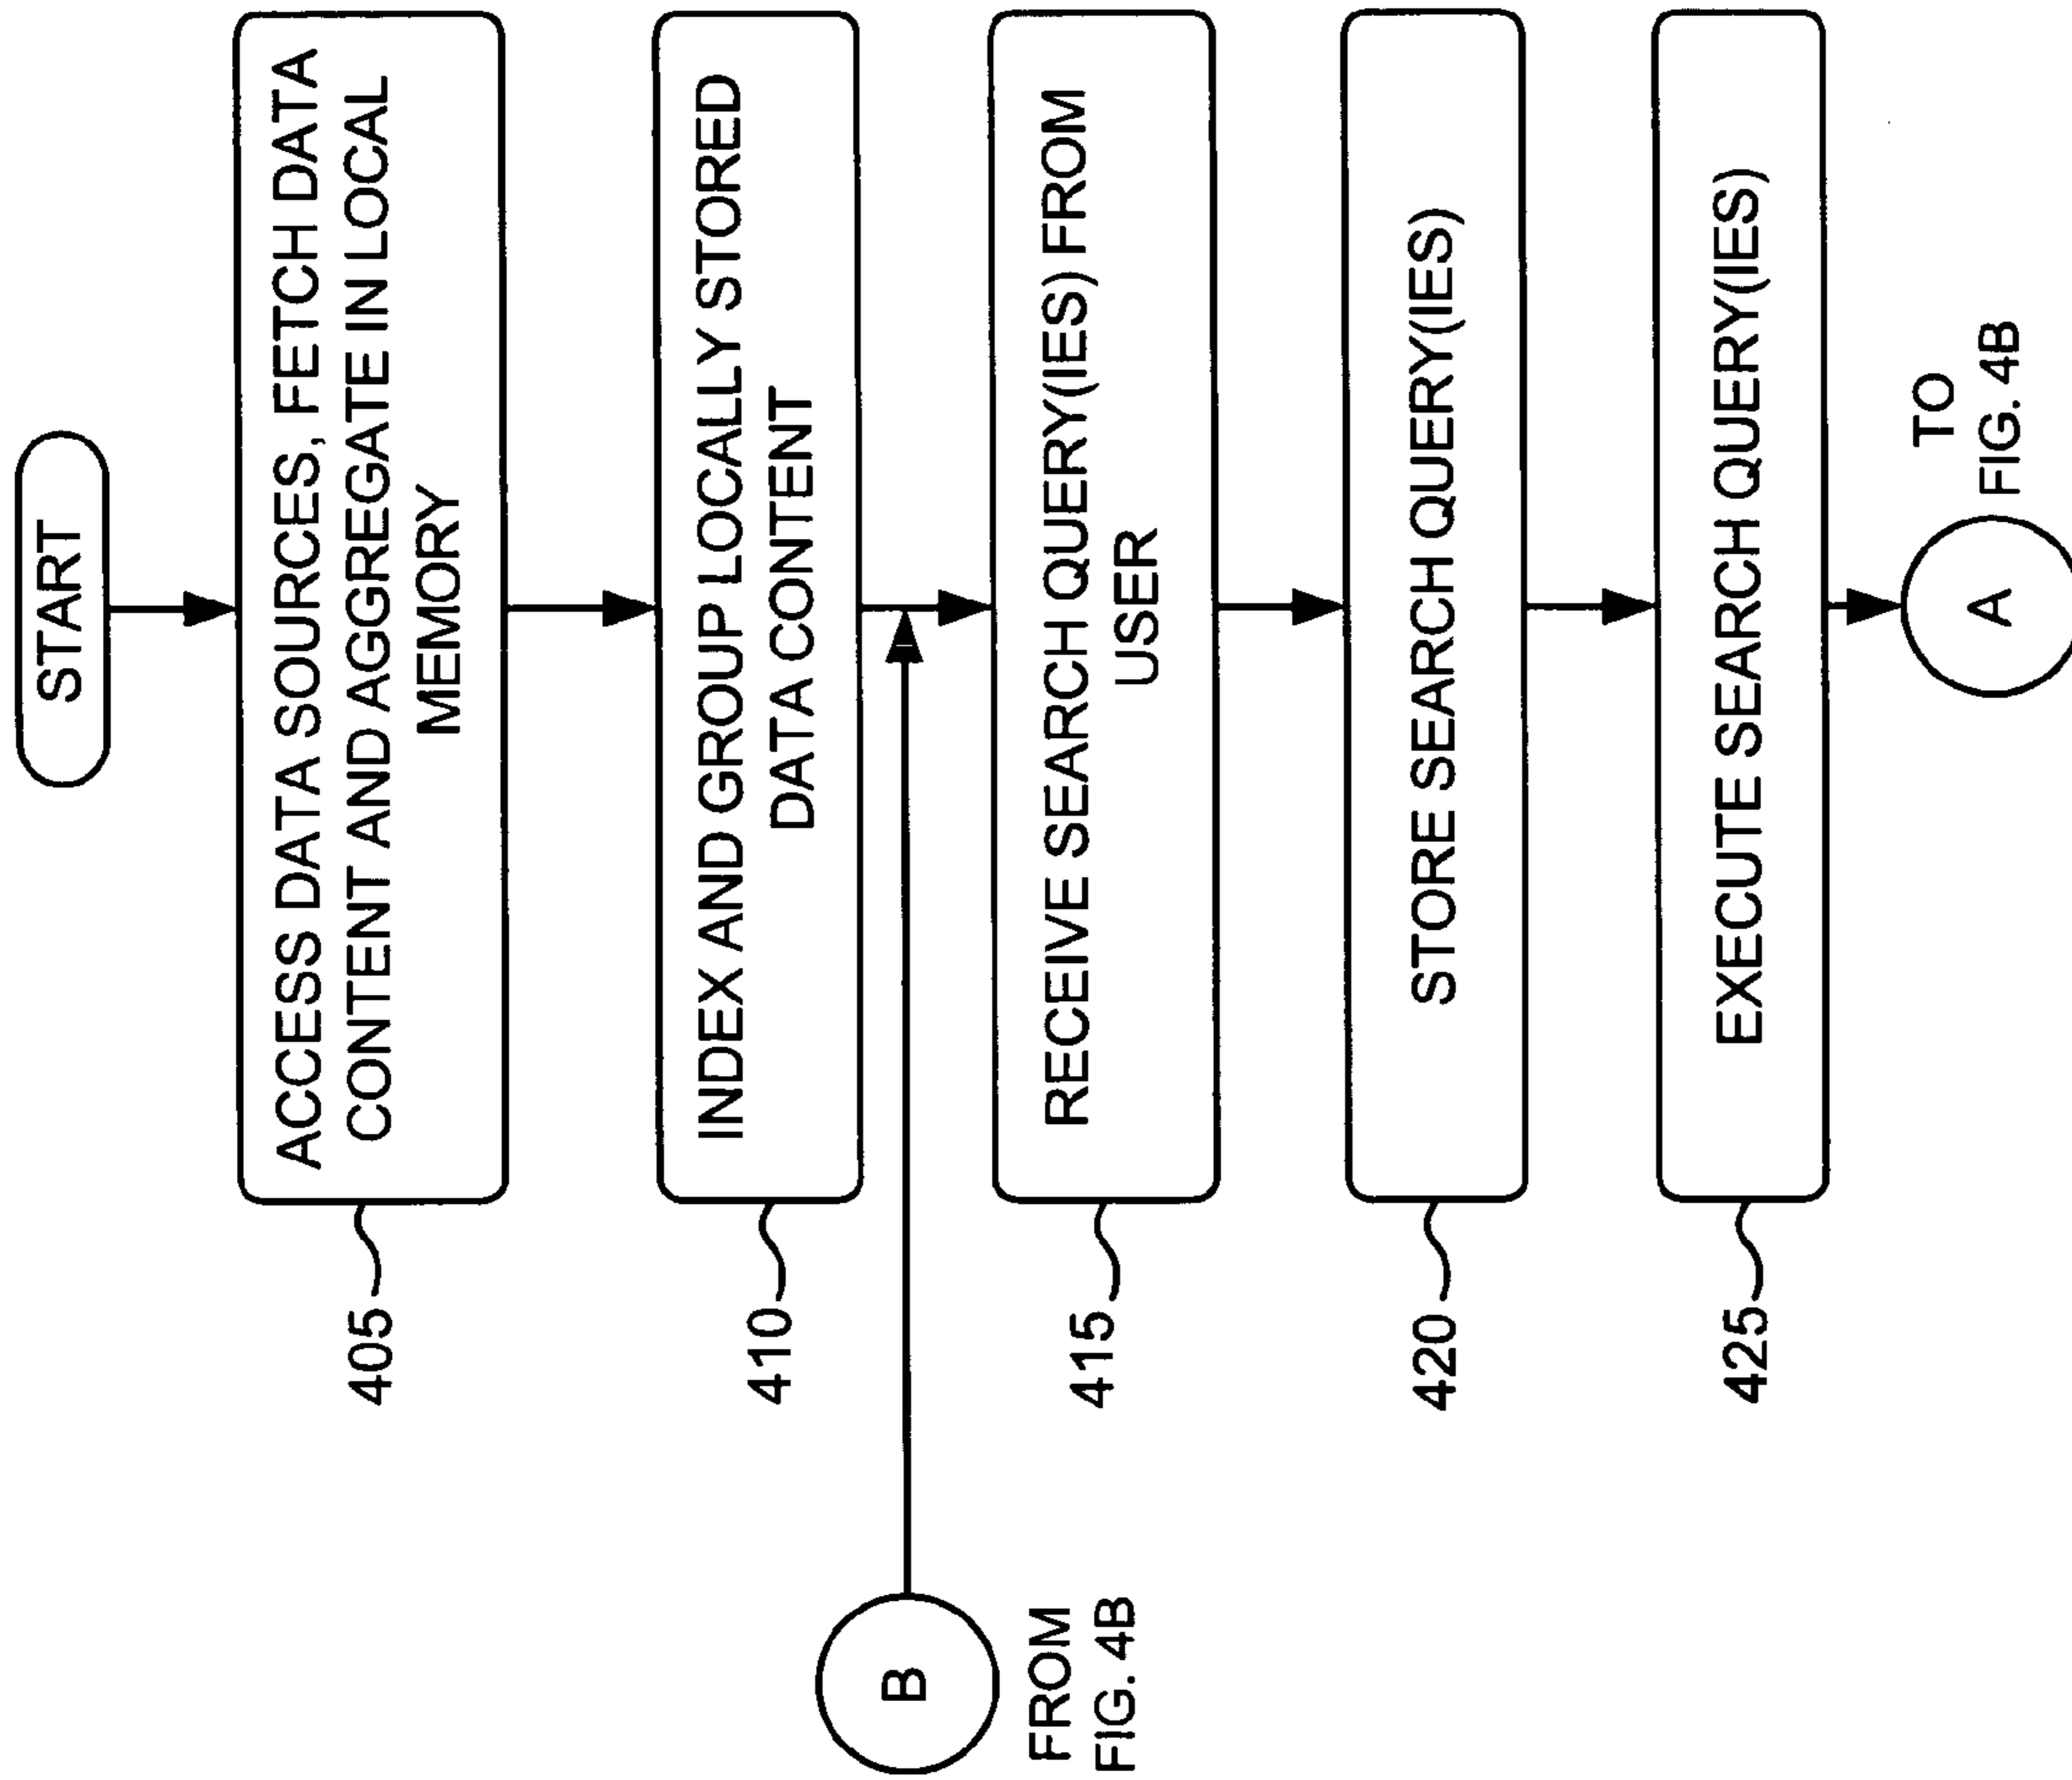 START
ACCESS DATA SOURCES, FETCH DATA
CONTENT AND AGGREGATE IN LOCAL
MEMORY
405
INDEX AND GROUP LOCALLY STORED
DATA CONTENT
410
B
FROM
FIG. 4B
RECEIVE SEARCH QUERY(IES) FROM
USER
415
STORE SEARCH QUERY(IES)
420
EXECUTE SEARCH QUERY(IES)
425
A
TO
FIG. 4B